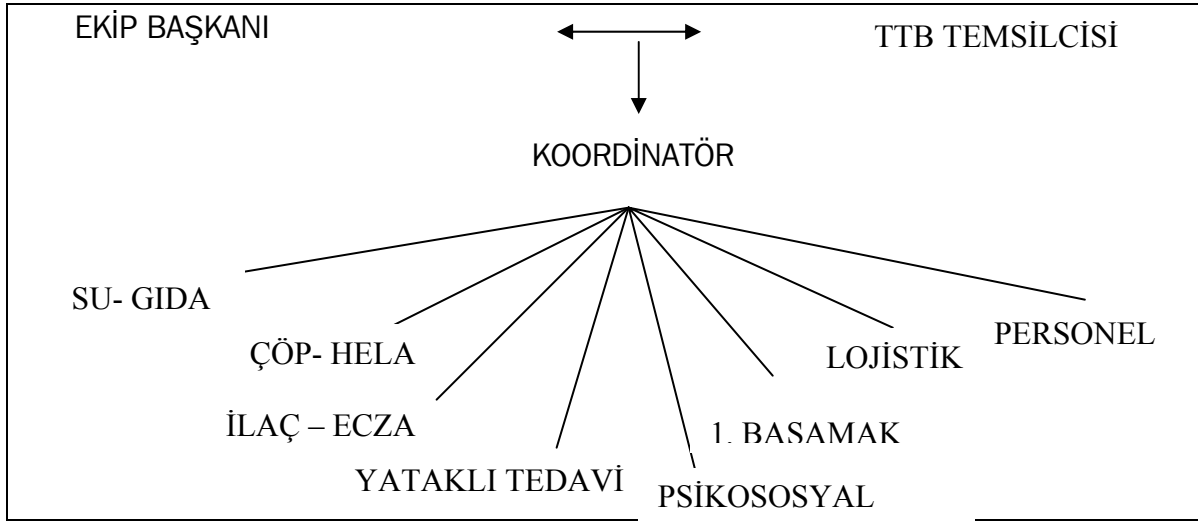 EKİP BAŞKANI
TTB TEMSİLCİSİ
KOORDİNATÖR
SU- GIDA
ÇÖP- HELA
İLAÇ – ECZA
YATAKLI TEDAVİ
PSİKOSOSYAL
1. BASAMAK
LOJİSTİK
PERSONEL